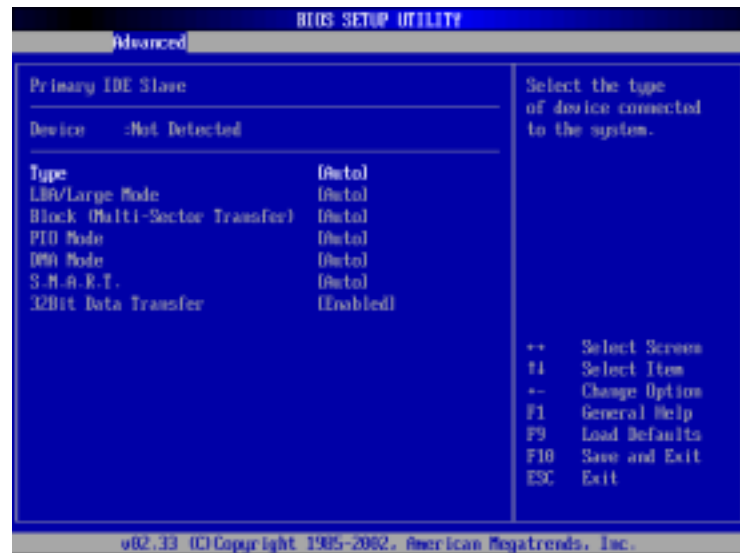 BIOS SETUP UTILITY
Advanced
Primary IDE Slave
Device :Not Detected
Type [Auto]
LBA/Large Mode [Auto]
Block (Multi-Sector Transfer) [Auto]
PIO Mode [Auto]
DMA Mode [Auto]
S.M.A.R.T. [Auto]
32Bit Data Transfer [Enabled]
Select the type
of device connected
to the system.
↔ Select Screen
↑↓ Select Item
+- Change Option
F1 General Help
F9 Load Defaults
F10 Save and Exit
ESC Exit
v02.33 (C)Copyright 1985-2002, American Megatrends, Inc.